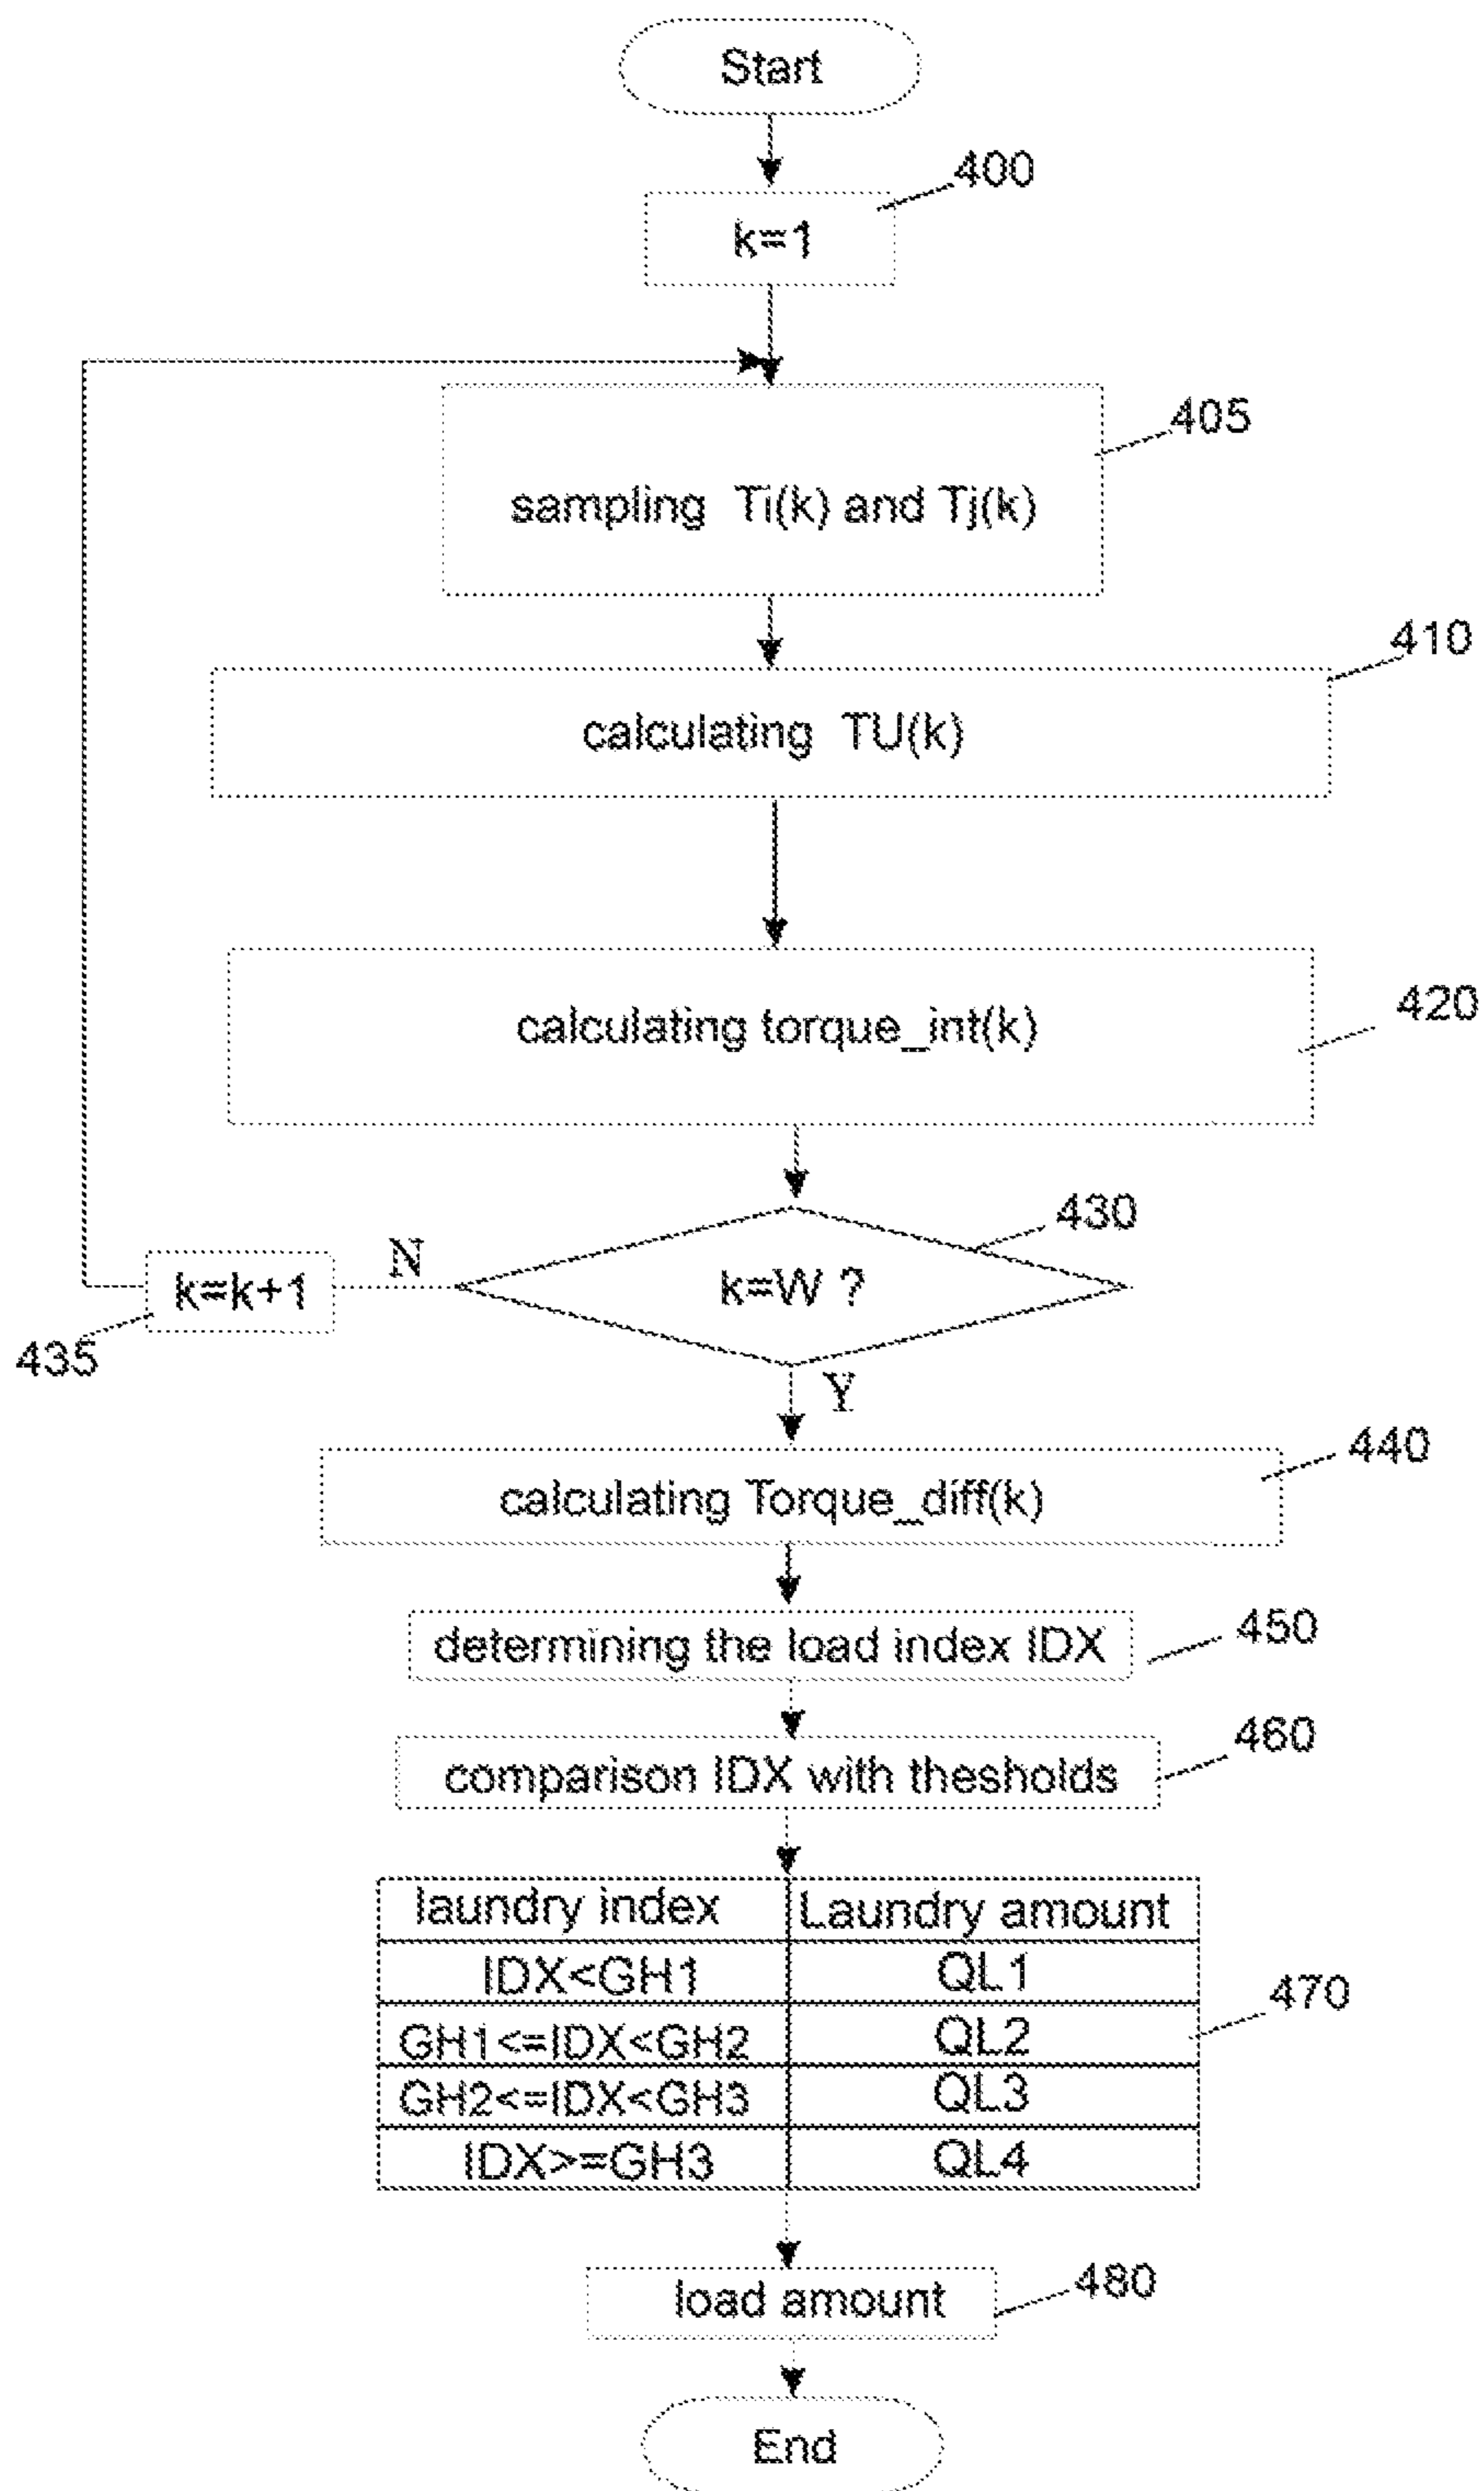 Start
400
k=1
405
sampling Ti(k) and Tj(k)
410
calculating TU(k)
calculating torque_int(k)
420
430
N
k=W ?
k=k+1
435
Y
440
calculating Torque_diff(k)
450
determining the load index IDX
460
comparison IDX with thesholds
laundry index Laundry amount
IDX<GH1 QL1
470
GH1<=IDX<GH2 QL2
GH2<=IDX<GH3 QL3
IDX>=GH3 QL4
480
load amount
End